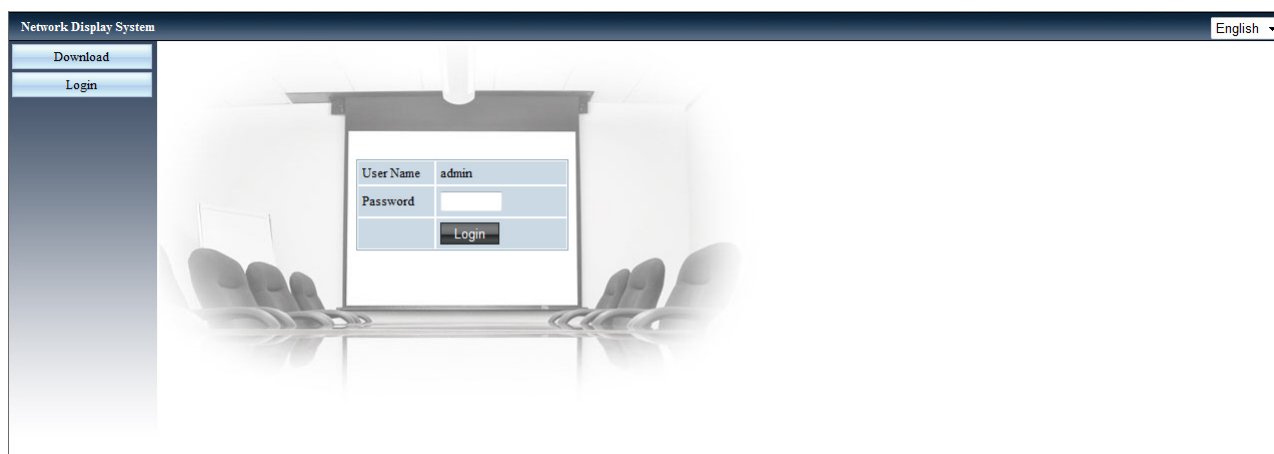 Network Display System
English
Download
Login
User Name admin
Password
Login